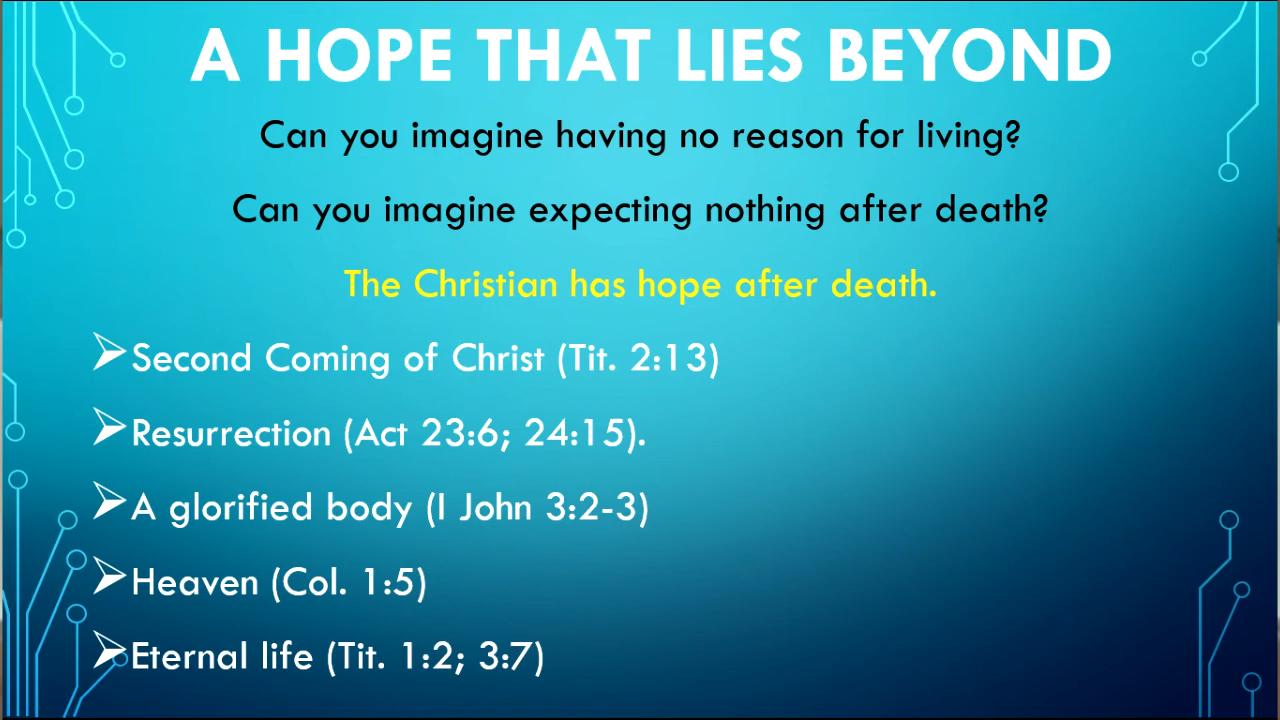 A HOPE THAT LIES BEYOND
Can you imagine having no reason for living?
Can you imagine expecting nothing after death?
The Christian has hope after death.
➢Second Coming of Christ (Tit. 2:13)
➢Resurrection (Act 23:6; 24:15).
➢A glorified body (I John 3:2-3)
➢Heaven (Col. 1:5)
➢Eternal life (Tit. 1:2; 3:7)